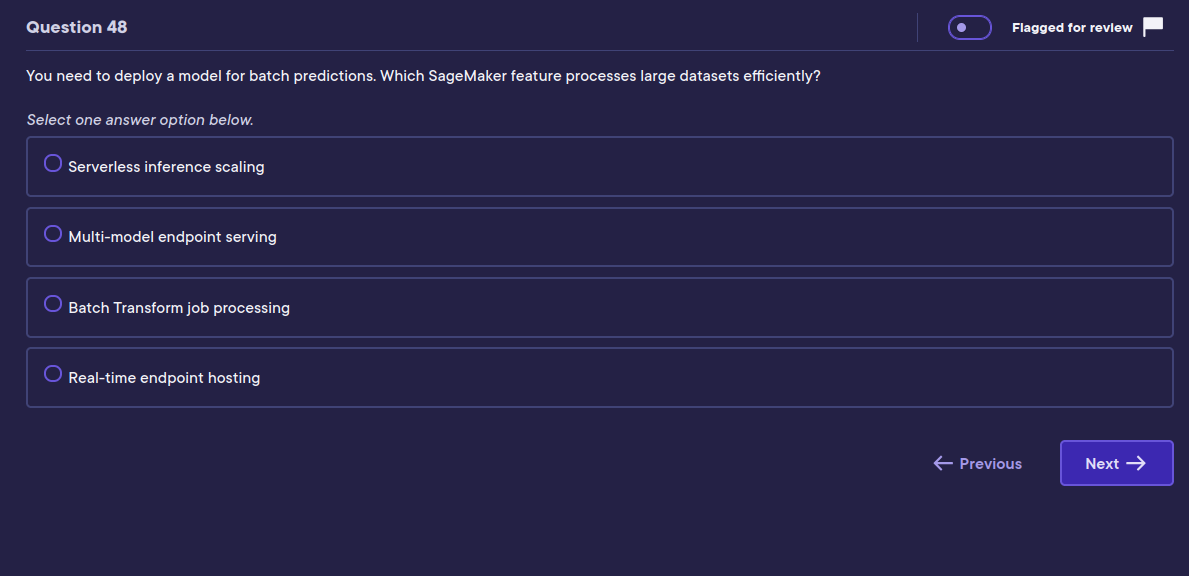 Question 48
Flagged for review
You need to deploy a model for batch predictions. Which SageMaker feature processes large datasets efficiently?
Select one answer option below.
Serverless inference scaling
Multi-model endpoint serving
Batch Transform job processing
Real-time endpoint hosting
Previous
Next